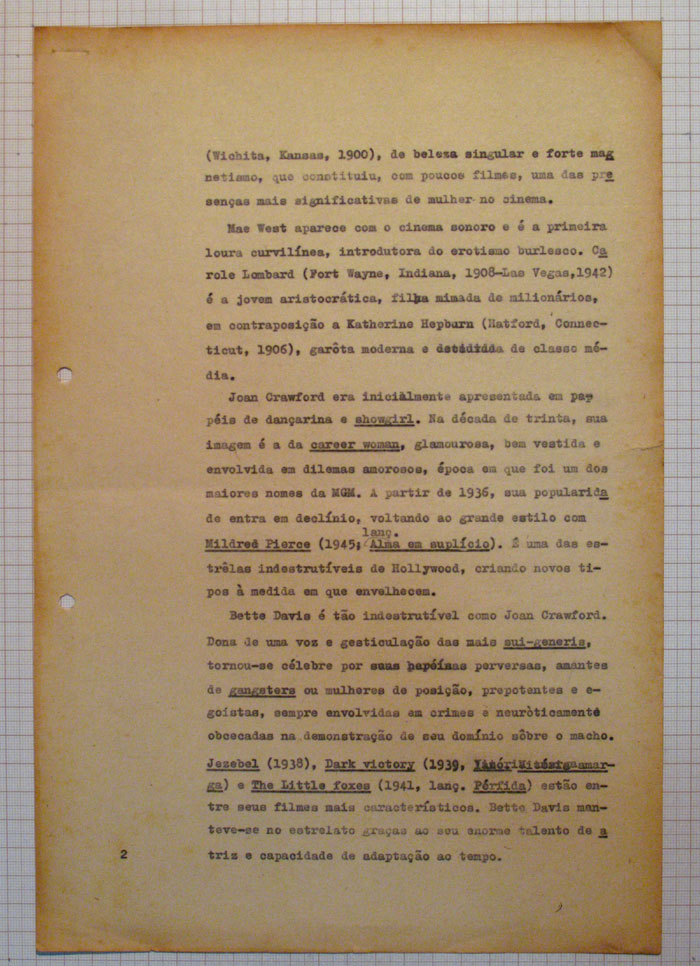 (Wichita, Kansas, 1900), de beleza singular e forte mag
netismo, que constituiu, com poucos filmes, uma das pre
senças mais significativas de mulher no cinema.
Mae West aparece com o cinema sonoro e é a primeira
loura curvilínea, introdutora do erotismo burlesco. Ca
role Lombard (Fort Wayne, Indiana, 1908-Las Vegas,1942)
é a jovem aristocrática, filha mimada de milionários,
em contraposição a Katherine Hepburn (Hatford, Connec-
ticut, 1906), garôta moderna e decidida de classe mé-
dia.
Joan Crawford era inicialmente apresentada em pa-
péis de dançarina e showgirl. Na década de trinta, sua
imagem é a da career woman, glamourosa, bem vestida e
envolvida em dilemas amorosos, época em que foi um dos
maiores nomes da MGM. A partir de 1936, sua popularida
de entra em declínio, voltando ao grande estilo com
lanç.
Mildred Pierce (1945; Alma em suplício). É uma das es-
trêlas indestrutíveis de Hollywood, criando novos ti-
pos à medida em que envelhecem.
Bette Davis é tão indestrutível como Joan Crawford.
Dona de uma voz e gesticulação das mais sui-generis,
tornou-se célebre por suas heroínas perversas, amantes
de gangsters ou mulheres de posição, prepotentes e e-
goístas, sempre envolvidas em crimes e neuròticamente
obcecadas na demonstração de seu domínio sôbre o macho.
Jezebel (1938), Dark victory (1939, amar-
ga) e The Little foxes (1941, lanç. Pérfida) estão en-
tre seus filmes mais característicos. Bette Davis man-
teve-se no estrelato graças ao seu enorme talento de a
triz e capacidade de adaptação ao tempo.
2